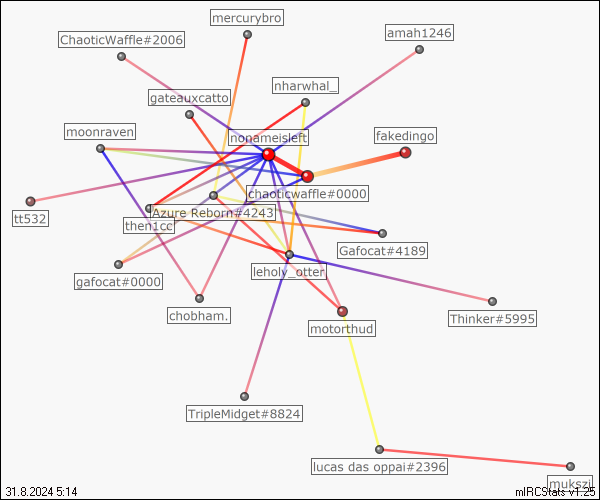 mercurybro
ChaoticWaffle#2006
amah1246
nharwhal_
gateauxcatto
moonraven
nonameisleft
fakedingo
chaoticwaffle#0000
tt532
Azure Reborn#4243
then1cc
Gafocat#4189
gafocat#0000
leholy_otter
chobham.
motorthud
Thinker#5995
TripleMidget#8824
lucas das oppai#2396
mukszi
31.8.2024 5:14
mIRCStats v1.25